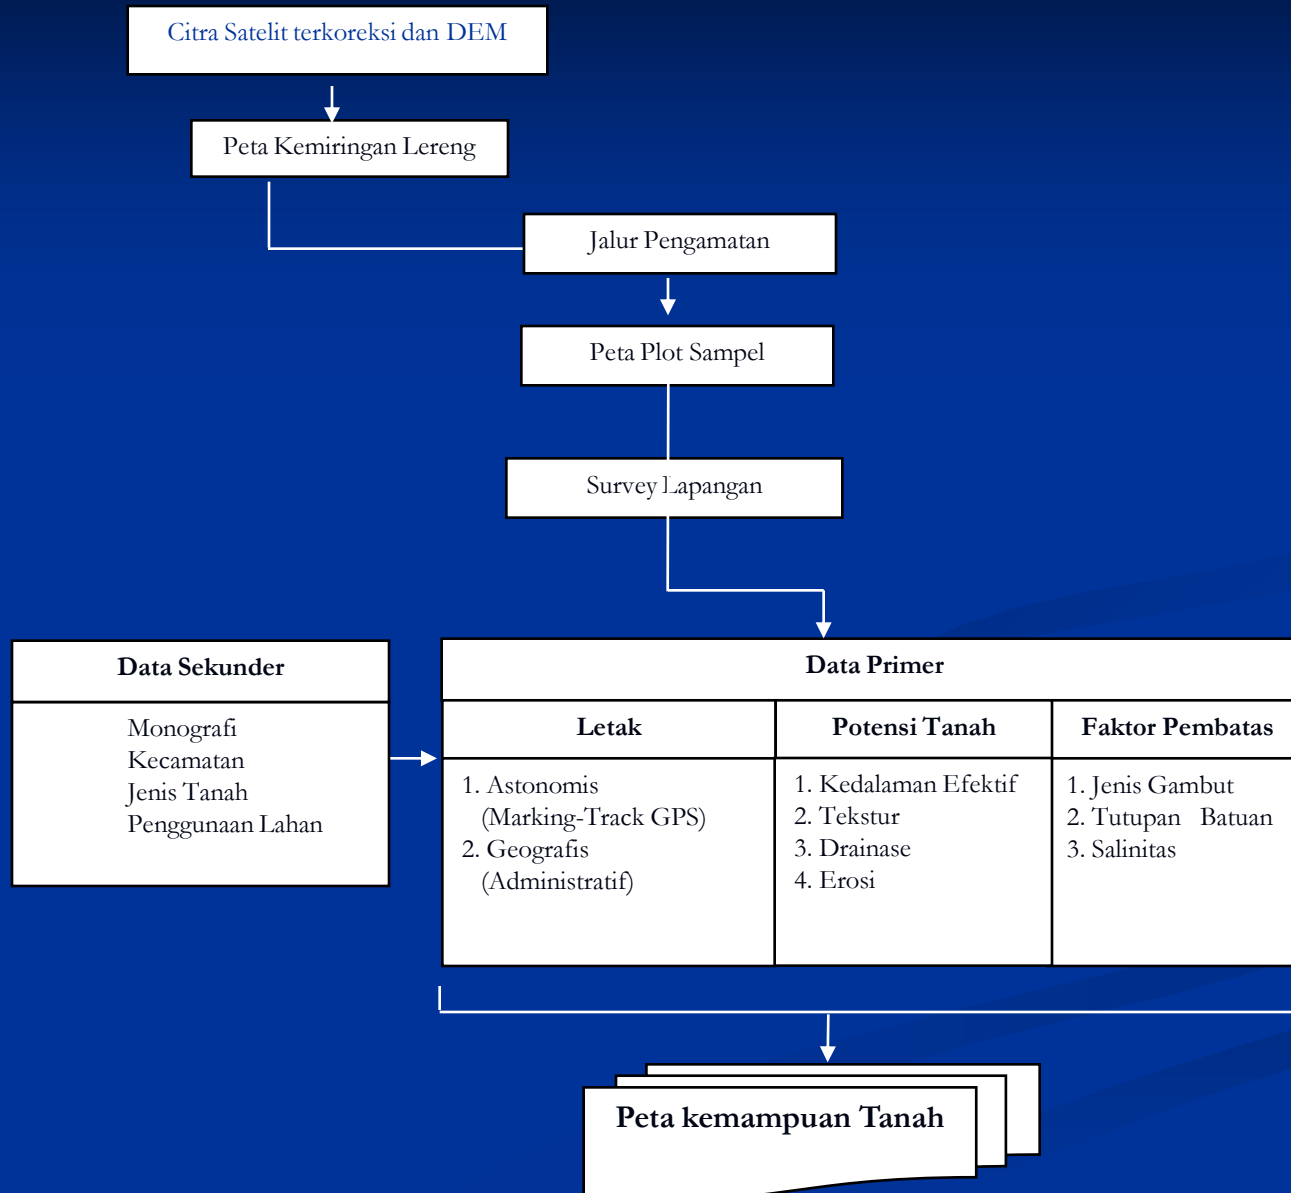 Citra Satelit terkoreksi dan DEM
Peta Kemiringan Lereng
Jalur Pengamatan
Peta Plot Sampel
Survey Lapangan
Data Sekunder
Monografi
Kecamatan
Jenis Tanah
Penggunaan Lahan
Data Primer
Letak
1. Astonomis
(Marking-Track GPS)
2. Geografis
(Administratif)
Potensi Tanah
1. Kedalaman Efektif
2. Tekstur
3. Drainase
4. Erosi
Faktor Pembatas
1. Jenis Gambut
2. Tutupan Batuan
3. Salinitas
Peta kemampuan Tanah